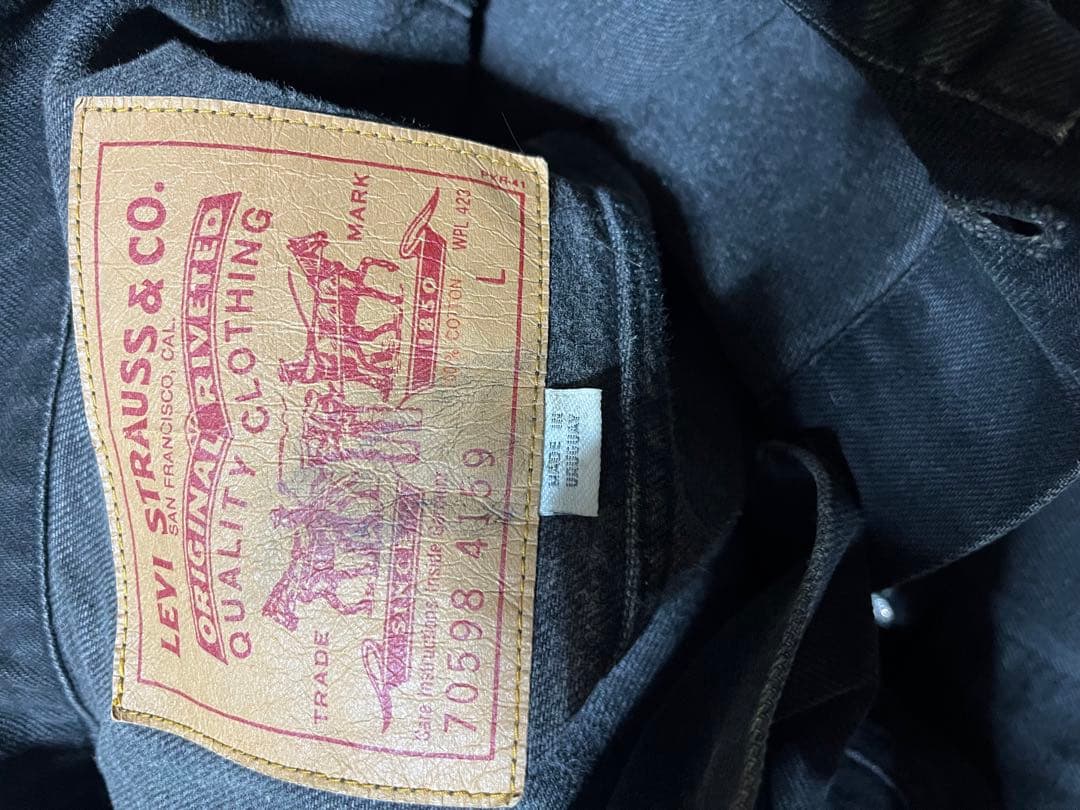 LEVI STRAUSS & CO.
SAN FRANCISCO, CAL.
ORIGINAL RIVETED
QUALITY CLOTHING
TRADE MARK
SINCE 1850
100% COTTON WPL 423
Care Instructions Inside Garment
70598 4159 L
MADE IN
URUGUAY